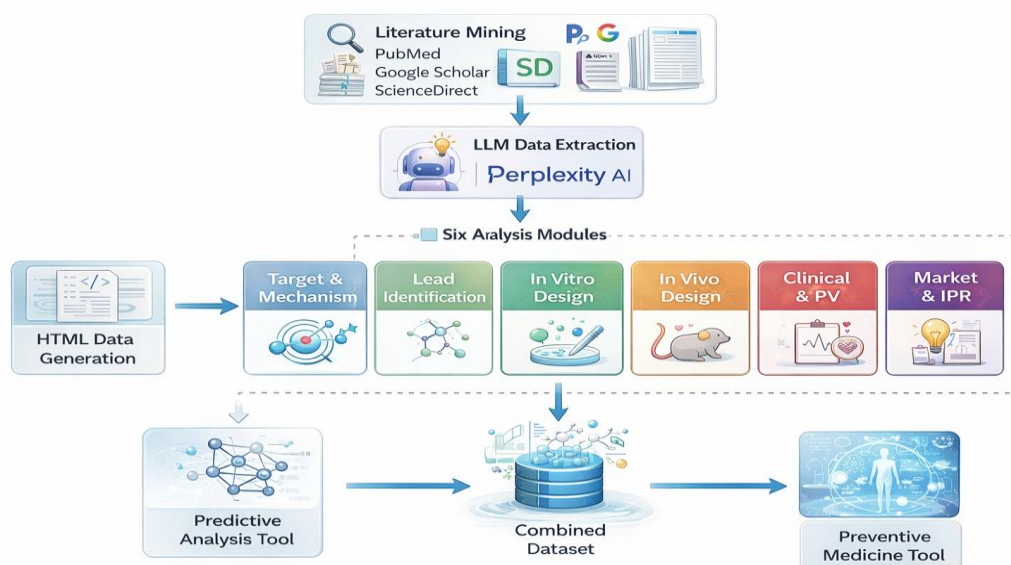 Literature Mining
PubMed
Google Scholar
ScienceDirect
SD
LLM Data Extraction
Perplexity AI
Six Aralysis Modules
</>
HTML Data
Generation
Target &
Mechanism
Lead
Identification
In Vitro
Design
In Vivo
Design
Clinical
& PV
Market
& IPR
Predictive
Analysis Tool
Combined
Dataset
Preventive
Medicine Tool